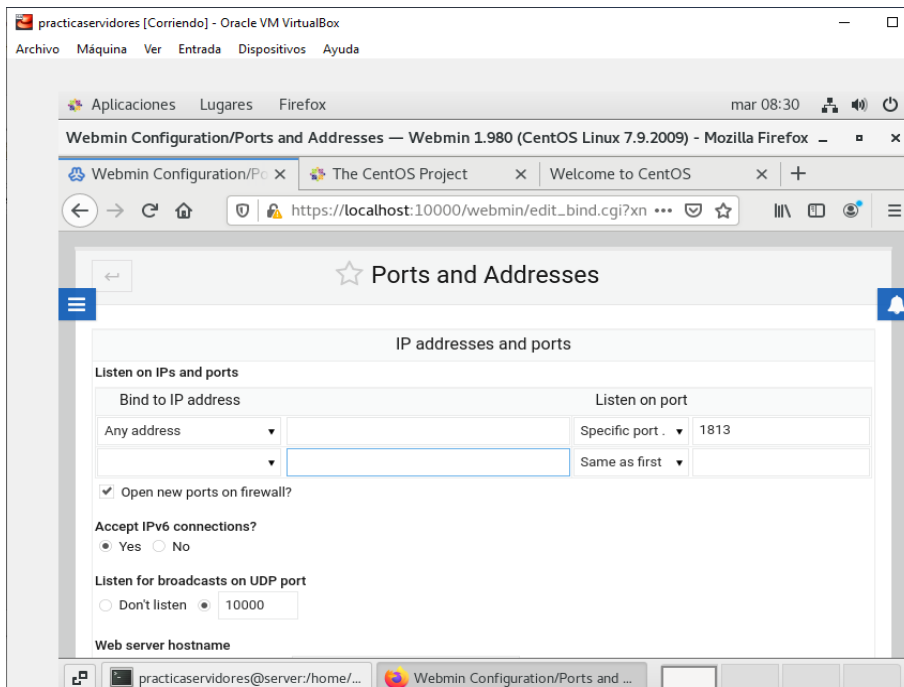 practicaservidores [Corriendo] - Oracle VM VirtualBox
Archivo Máquina Ver Entrada Dispositivos Ayuda
Aplicaciones Lugares Firefox mar 08:30
Webmin Configuration/Ports and Addresses — Webmin 1.980 (CentOS Linux 7.9.2009) - Mozilla Firefox
Webmin Configuration/Po The CentOS Project Welcome to CentOS
https://localhost:10000/webmin/edit_bind.cgi?xn
Ports and Addresses
IP addresses and ports
Listen on IPs and ports
Bind to IP address Listen on port
Any address Specific port . 1813
Same as first
Open new ports on firewall?
Accept IPv6 connections?
Yes No
Listen for broadcasts on UDP port
Don't listen 10000
Web server hostname
practicaservidores@server:/home/... Webmin Configuration/Ports and ...